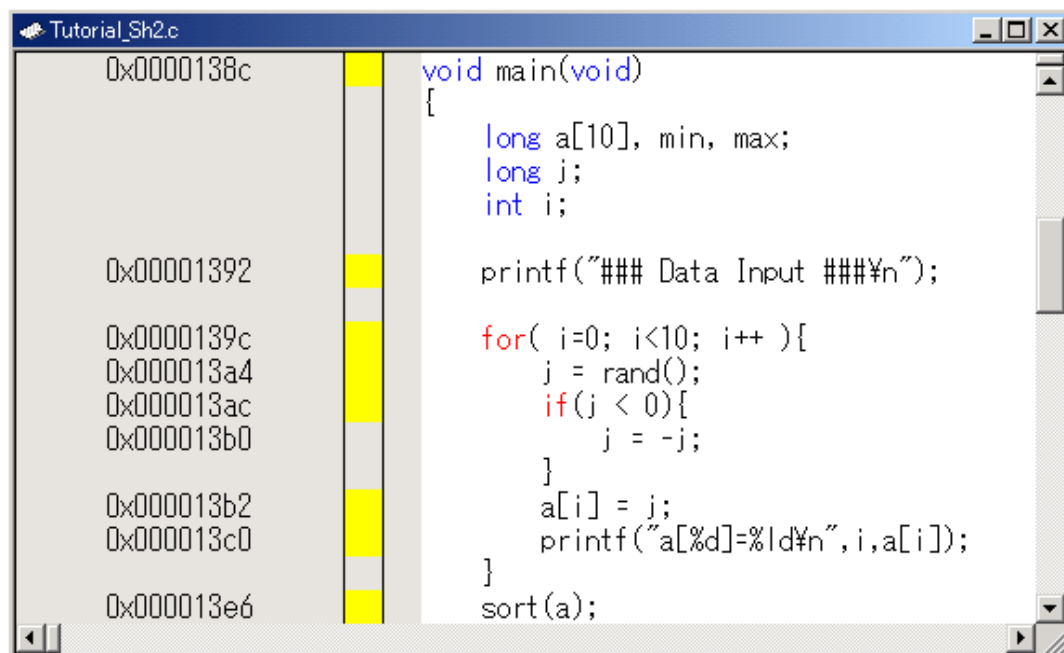 Tutorial_Sh2.c
0x0000138c void main(void)
{
long a[10], min, max;
long j;
int i;
0x00001392 printf("### Data Input ###¥n");
0x0000139c for( i=0; i<10; i++ ){
0x000013a4 j = rand();
0x000013ac if(j < 0){
0x000013b0 j = -j;
}
0x000013b2 a[i] = j;
0x000013c0 printf("a[%d]=%ld¥n",i,a[i]);
}
0x000013e6 sort(a);